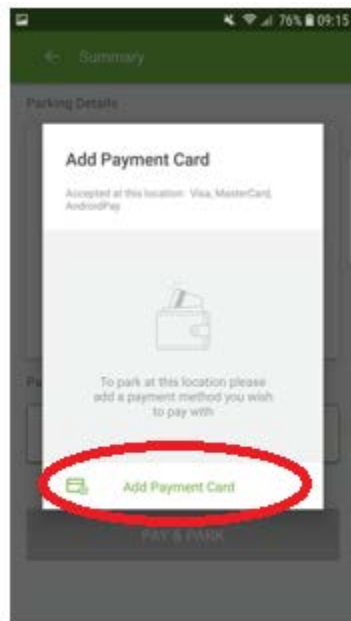 76% 09:15
Summary
Parking Details
Add Payment Card
Accepted at this location: Visa, MasterCard,
AndroidPay
To park at this location please
add a payment method you wish
to pay with
Add Payment Card
PAY & PARK